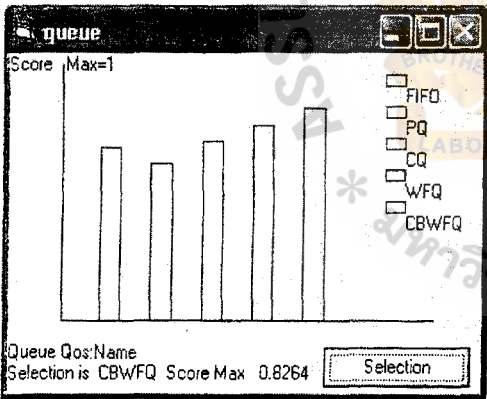 queue
Score Max=1
FIFO
PQ
CQ
WFQ
CBWFQ
Queue Qos:Name
Selection is CBWFQ Score Max 0.8264
Selection